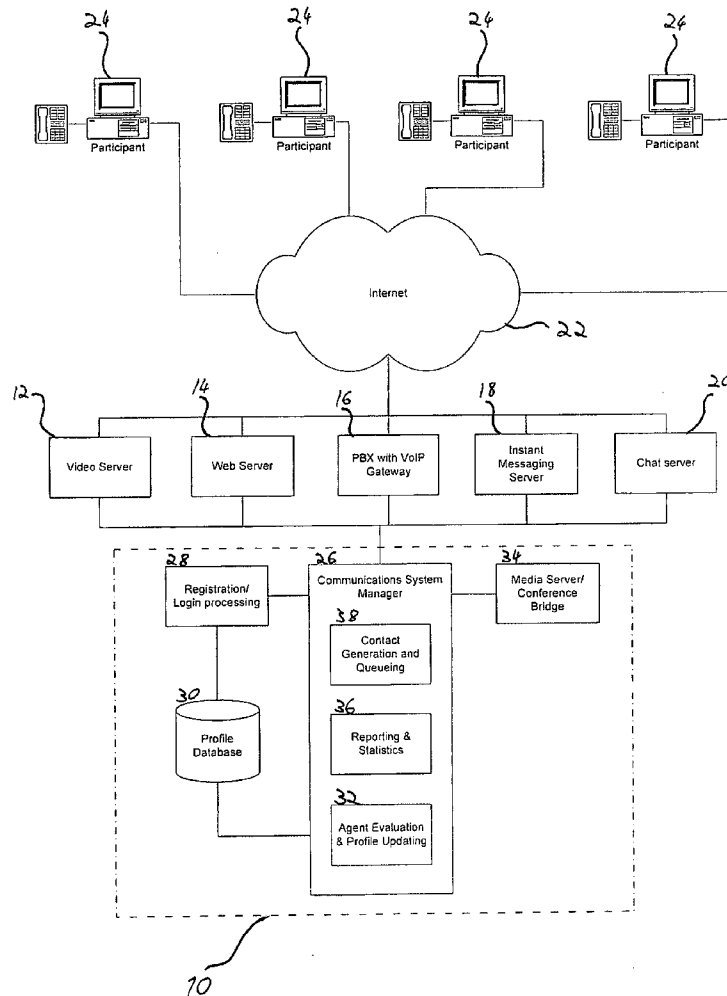 24
24
24
24
Participant
Participant
Participant
Participant
Internet
22
12
14
16
18
20
Video Server
Web Server
PBX with VoIP
Gateway
Instant
Messaging
Server
Chat server
28
Registration/
Login processing
26
Communications System
Manager
34
Media Server/
Conference
Bridge
38
Contact
Generation and
Queueing
30
Profile
Database
36
Reporting &
Statistics
32
Agent Evaluation
& Profile Updating
10